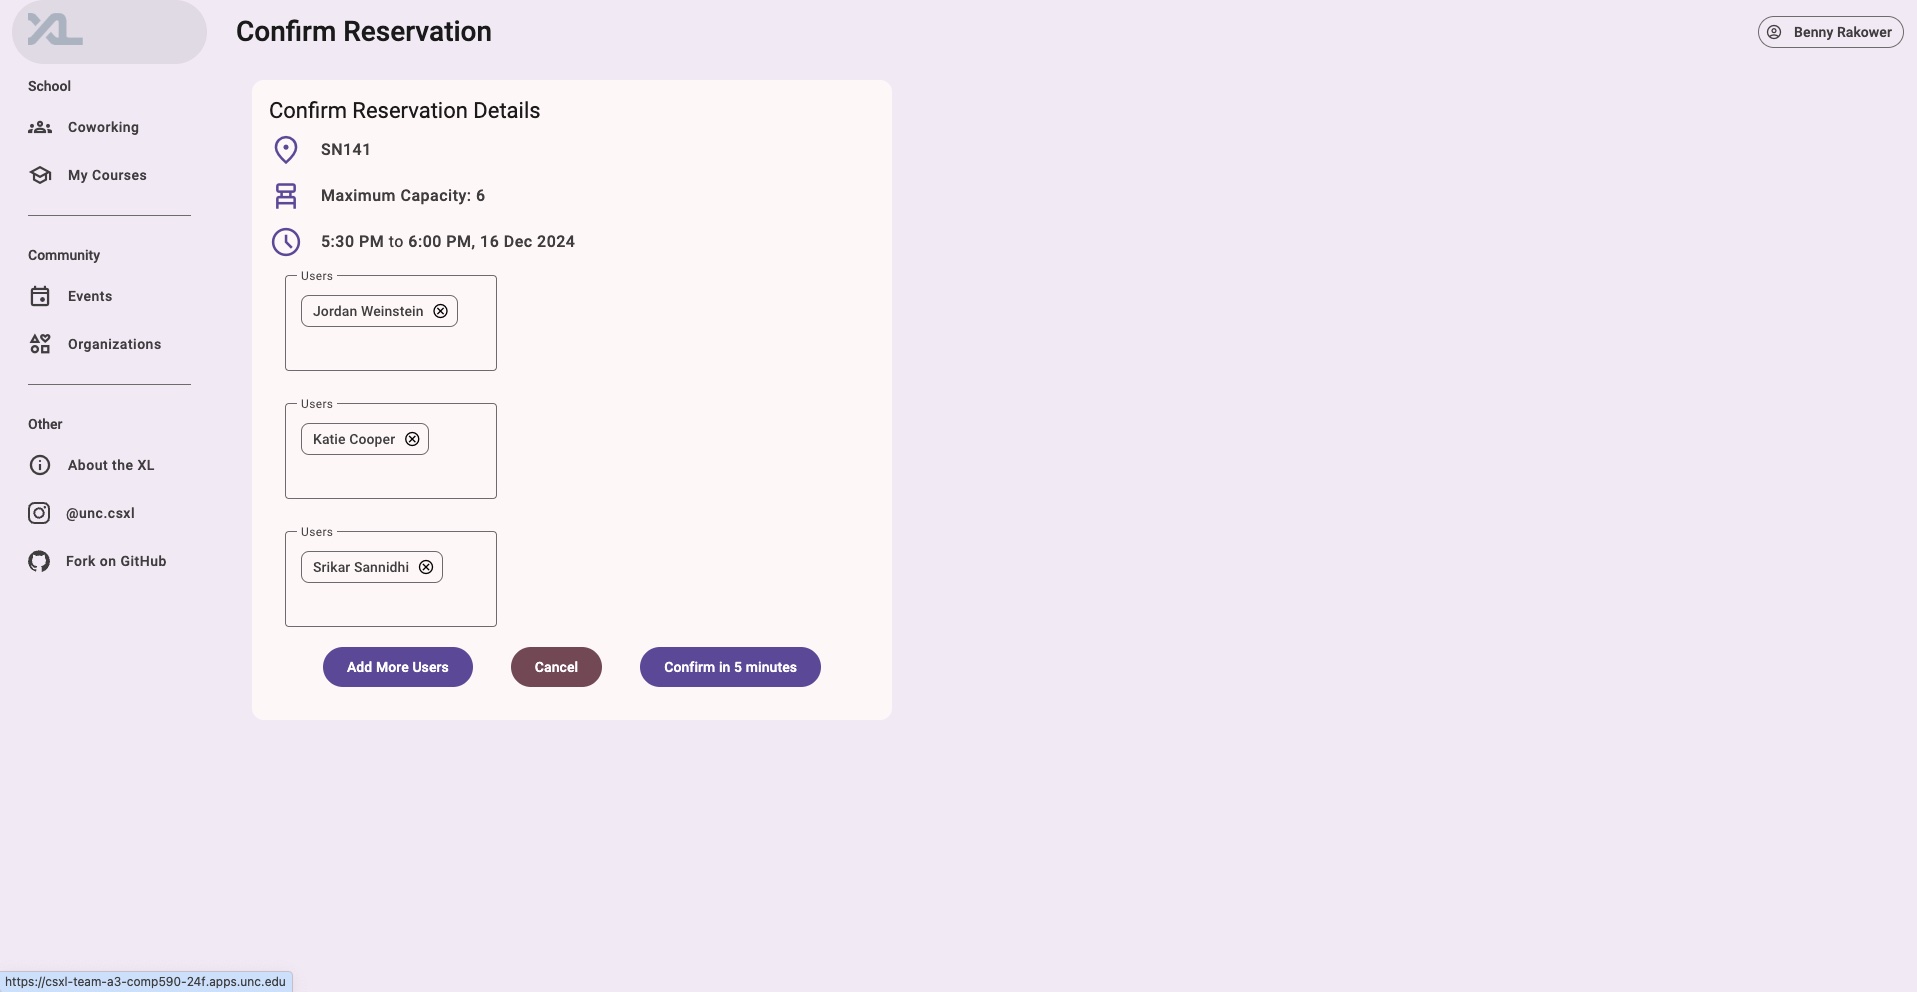 XL
Confirm Reservation
Benny Rakower
School
Coworking
My Courses
Community
Events
Organizations
Other
About the XL
@unc.csxl
Fork on GitHub
Confirm Reservation Details
SN141
Maximum Capacity: 6
5:30 PM to 6:00 PM, 16 Dec 2024
Users
Jordan Weinstein
Users
Katie Cooper
Users
Srikar Sannidhi
Add More Users
Cancel
Confirm in 5 minutes
https://csxl-team-a3-comp590-24f.apps.unc.edu